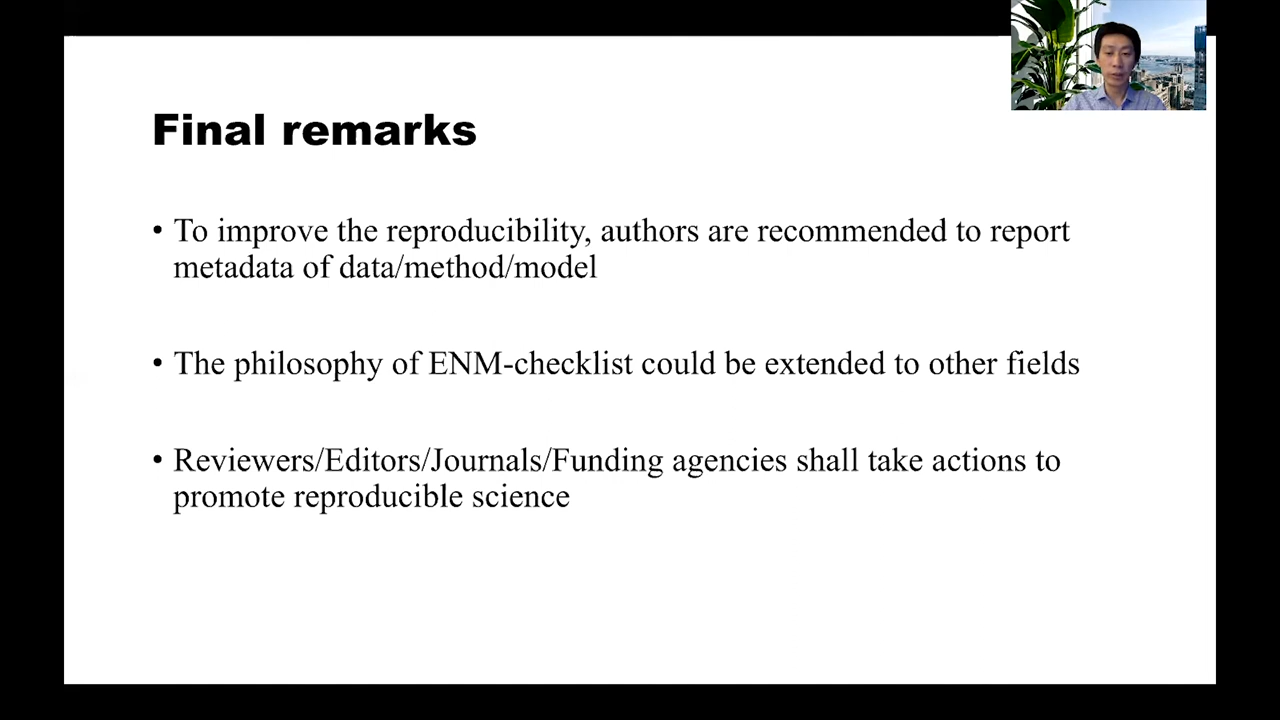 Final remarks
• To improve the reproducibility, authors are recommended to report
metadata of data/method/model
• The philosophy of ENM-checklist could be extended to other fields
• Reviewers/Editors/Journals/Funding agencies shall take actions to
promote reproducible science